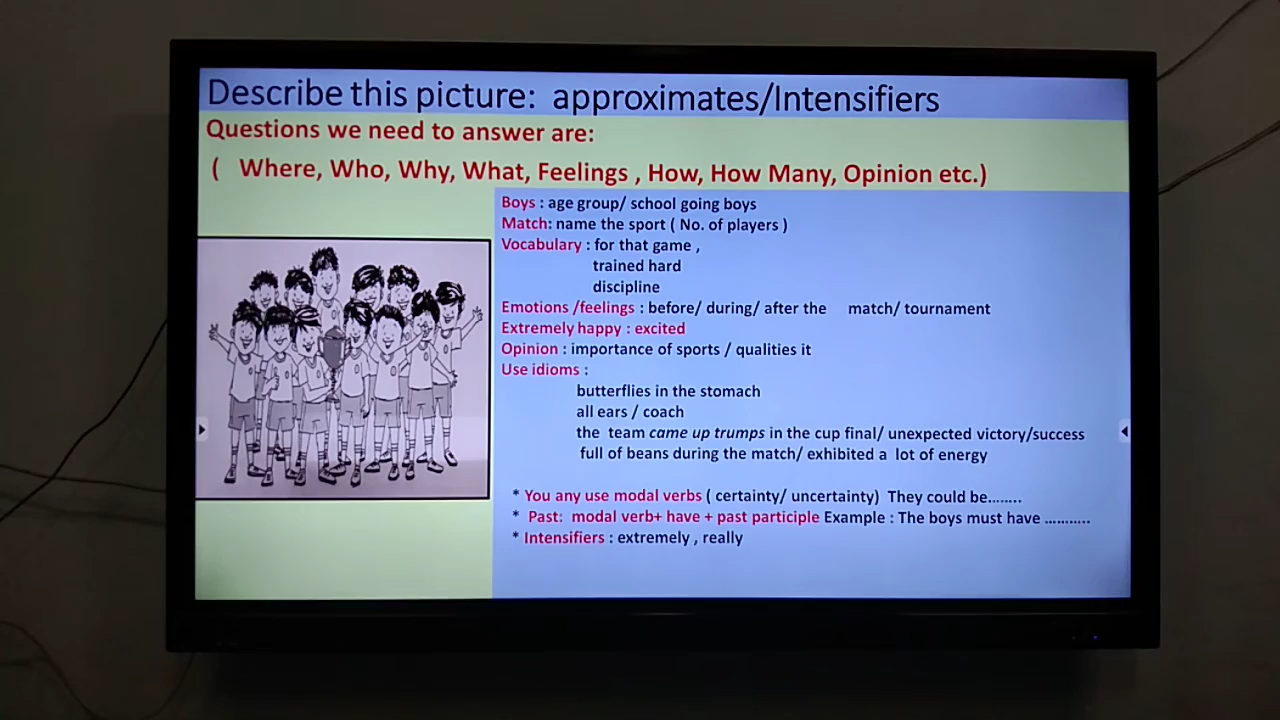 Describe this picture: approximates/Intensifiers
Questions we need to answer are:
( Where, Who, Why, What, Feelings , How, How Many, Opinion etc.)
Boys : age group/ school going boys
Match: name the sport ( No. of players )
Vocabulary : for that game ,
trained hard
discipline
Emotions /feelings : before/ during/ after the match/ tournament
Extremely happy : excited
Opinion : importance of sports / qualities it
Use idioms :
butterflies in the stomach
all ears / coach
the team came up trumps in the cup final/ unexpected victory/success
full of beans during the match/ exhibited a lot of energy
* You any use modal verbs ( certainty/ uncertainty) They could be........
* Past: modal verb+ have + past participle Example : The boys must have ...........
* Intensifiers : extremely , really